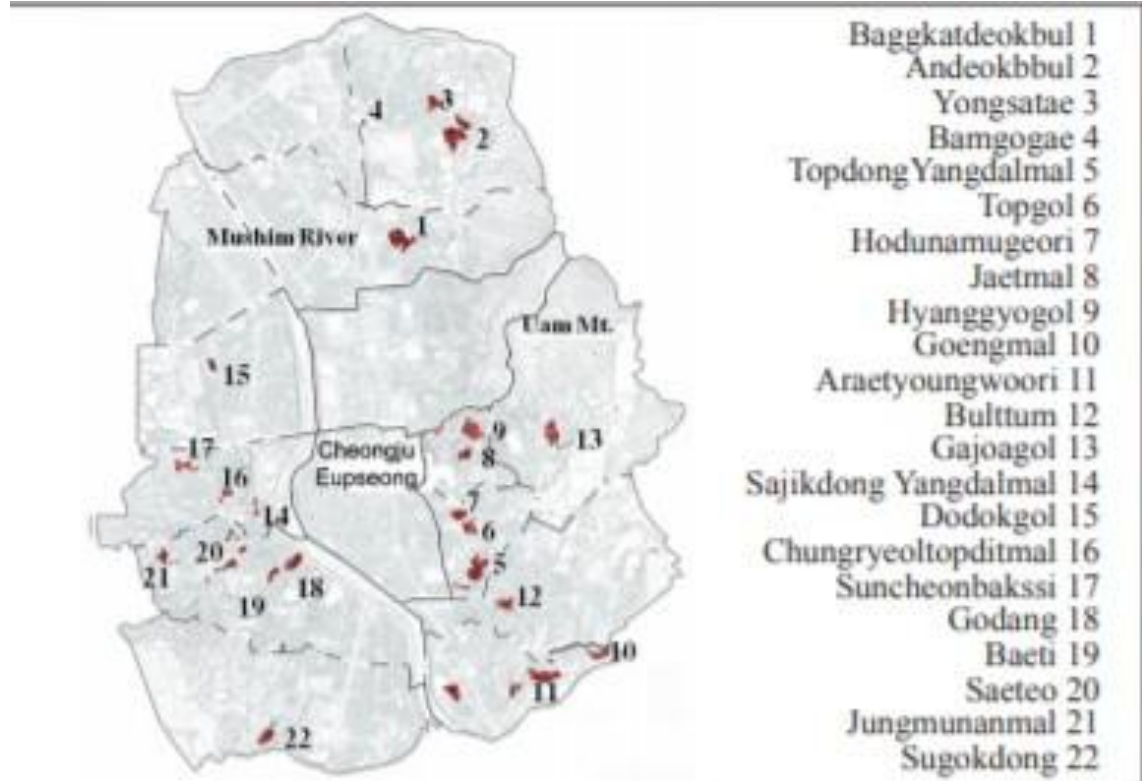 4
3
2
1
Mushim River
Uam Mt.
15
9
13
17
Cheongju
Eupseong
8
16
7
14
6
20
5
21
18
19
12
10
11
22
Baggkatdeokbul 1
Andeokbbul 2
Yongsatae 3
Bamgogae 4
TopdongYangdalmal 5
Topgol 6
Hodunamugeori 7
Jaetmal 8
Hyanggyogol 9
Goengmal 10
Araetyoungwoori 11
Bulttum 12
Gajoagol 13
Sajikdong Yangdalmal 14
Dodokgol 15
Chungryeoltopditmal 16
Suncheonbakssi 17
Godang 18
Baeti 19
Saeteo 20
Jungmunanmal 21
Sugokdong 22